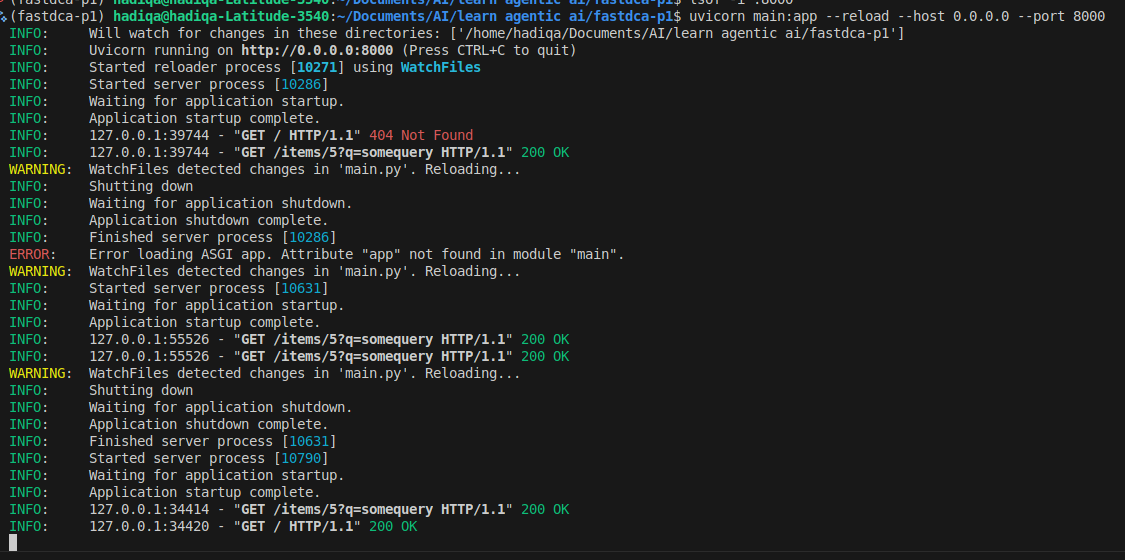 (fastdca-p1) hadiqa@hadiqa-Latitude-3540:~/Documents/AI/learn agentic ai/fastdca-p1$ lsof -i :8000
(fastdca-p1) hadiqa@hadiqa-Latitude-3540:~/Documents/AI/learn agentic ai/fastdca-p1$ uvicorn main:app --reload --host 0.0.0.0 --port 8000
INFO: Will watch for changes in these directories: ['/home/hadiqa/Documents/AI/learn agentic ai/fastdca-p1']
INFO: Uvicorn running on http://0.0.0.0:8000 (Press CTRL+C to quit)
INFO: Started reloader process [10271] using WatchFiles
INFO: Started server process [10286]
INFO: Waiting for application startup.
INFO: Application startup complete.
INFO: 127.0.0.1:39744 - "GET / HTTP/1.1" 404 Not Found
INFO: 127.0.0.1:39744 - "GET /items/5?q=somequery HTTP/1.1" 200 OK
WARNING: WatchFiles detected changes in 'main.py'. Reloading...
INFO: Shutting down
INFO: Waiting for application shutdown.
INFO: Application shutdown complete.
INFO: Finished server process [10286]
ERROR: Error loading ASGI app. Attribute "app" not found in module "main".
WARNING: WatchFiles detected changes in 'main.py'. Reloading...
INFO: Started server process [10631]
INFO: Waiting for application startup.
INFO: Application startup complete.
INFO: 127.0.0.1:55526 - "GET /items/5?q=somequery HTTP/1.1" 200 OK
INFO: 127.0.0.1:55526 - "GET /items/5?q=somequery HTTP/1.1" 200 OK
WARNING: WatchFiles detected changes in 'main.py'. Reloading...
INFO: Shutting down
INFO: Waiting for application shutdown.
INFO: Application shutdown complete.
INFO: Finished server process [10631]
INFO: Started server process [10790]
INFO: Waiting for application startup.
INFO: Application startup complete.
INFO: 127.0.0.1:34414 - "GET /items/5?q=somequery HTTP/1.1" 200 OK
INFO: 127.0.0.1:34420 - "GET / HTTP/1.1" 200 OK